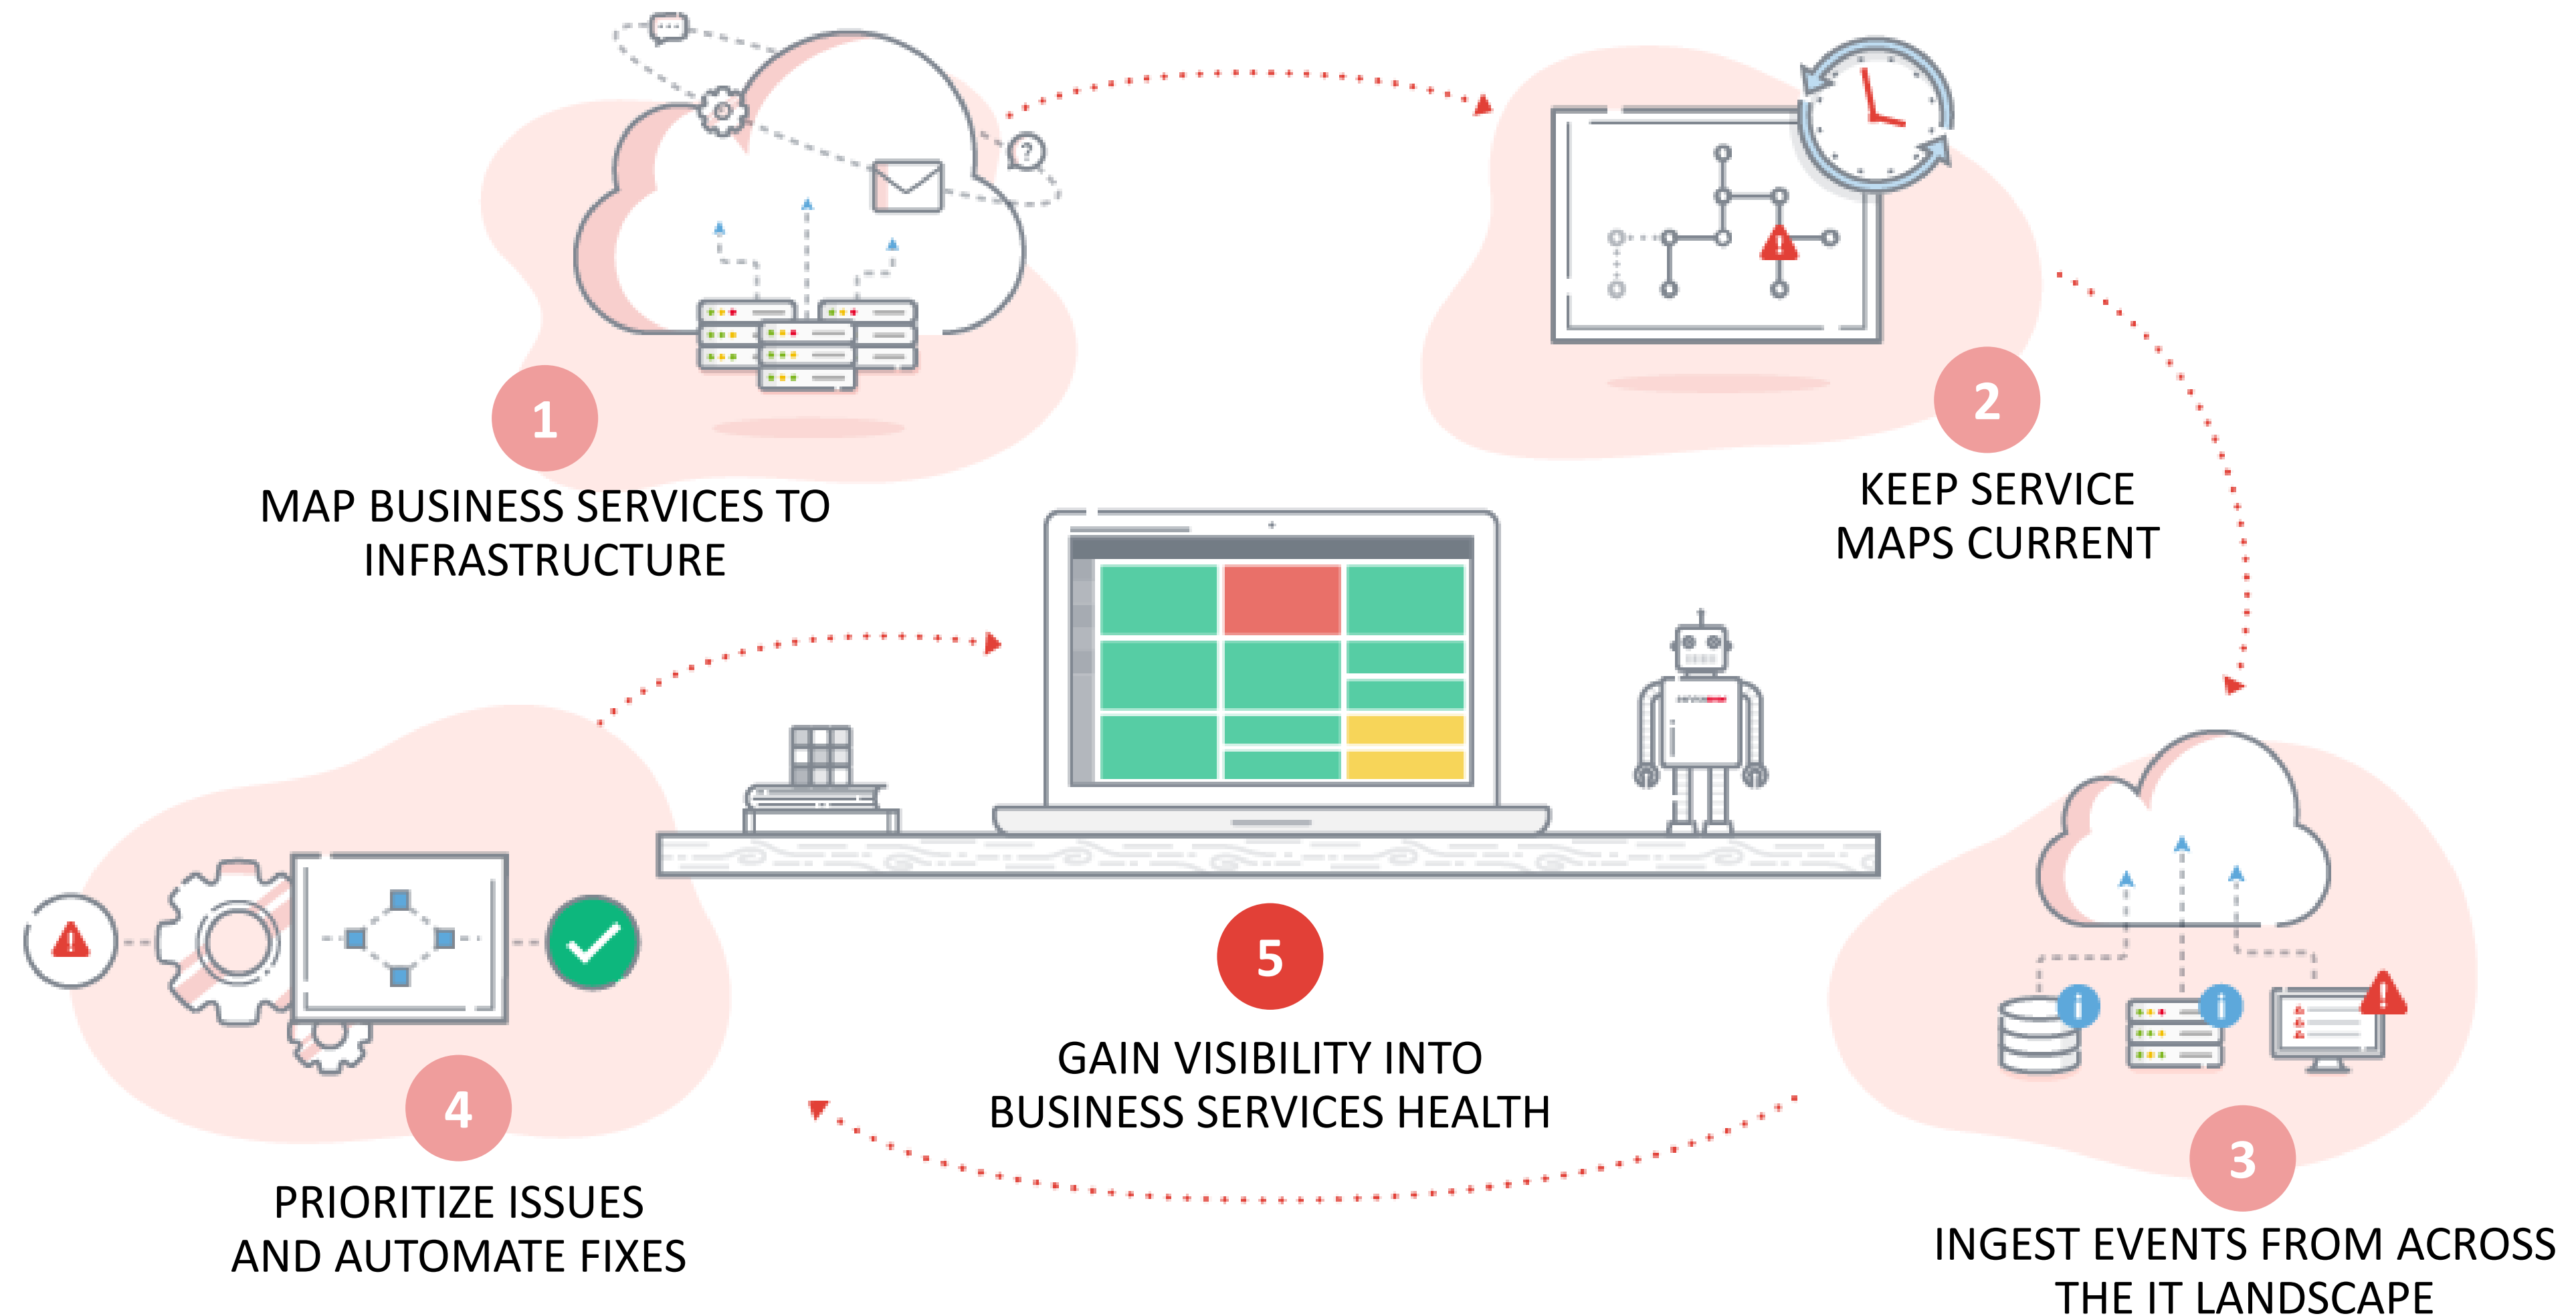 1
MAP BUSINESS SERVICES TO
INFRASTRUCTURE
?
2
KEEP SERVICE
MAPS CURRENT
!
3
INGEST EVENTS FROM ACROSS
THE IT LANDSCAPE
i
i
!
4
PRIORITIZE ISSUES
AND AUTOMATE FIXES
!
5
GAIN VISIBILITY INTO
BUSINESS SERVICES HEALTH